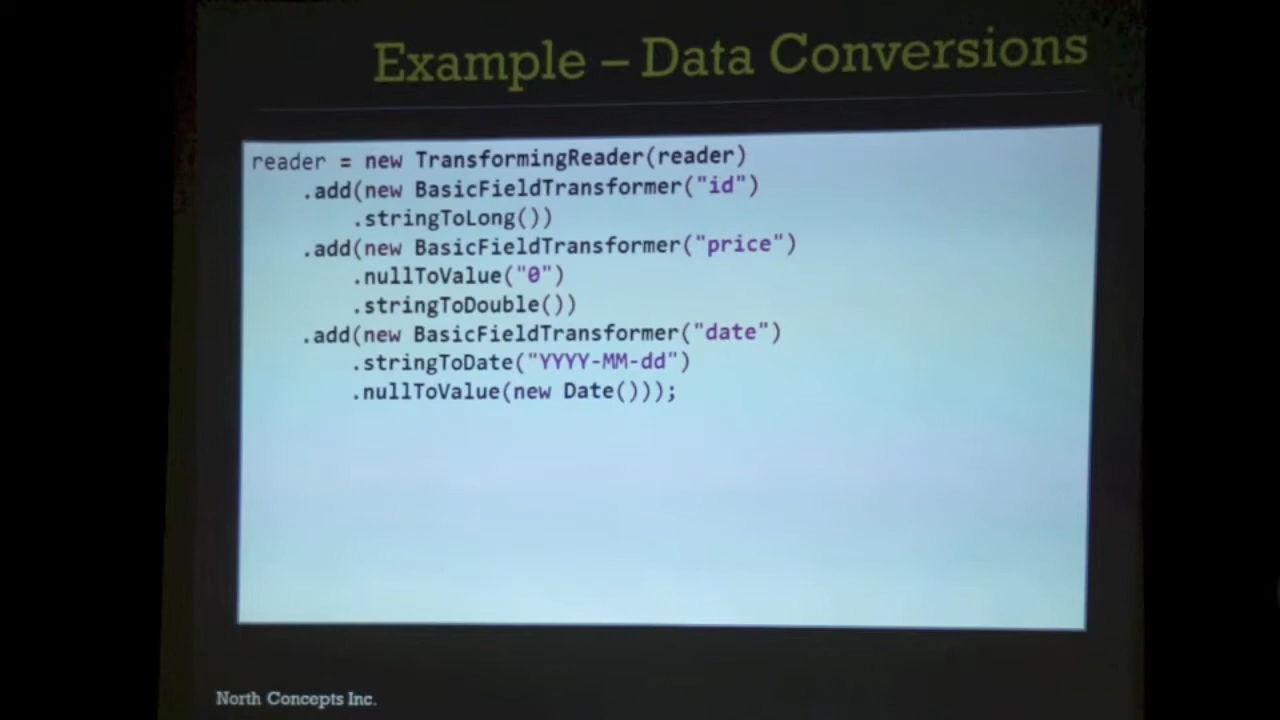 Example – Data Conversions
reader = new TransformingReader(reader)
    .add(new BasicFieldTransformer("id")
        .stringToLong())
    .add(new BasicFieldTransformer("price")
        .nullToValue("0")
        .stringToDouble())
    .add(new BasicFieldTransformer("date")
        .stringToDate("YYYY-MM-dd")
        .nullToValue(new Date()));
North Concepts Inc.